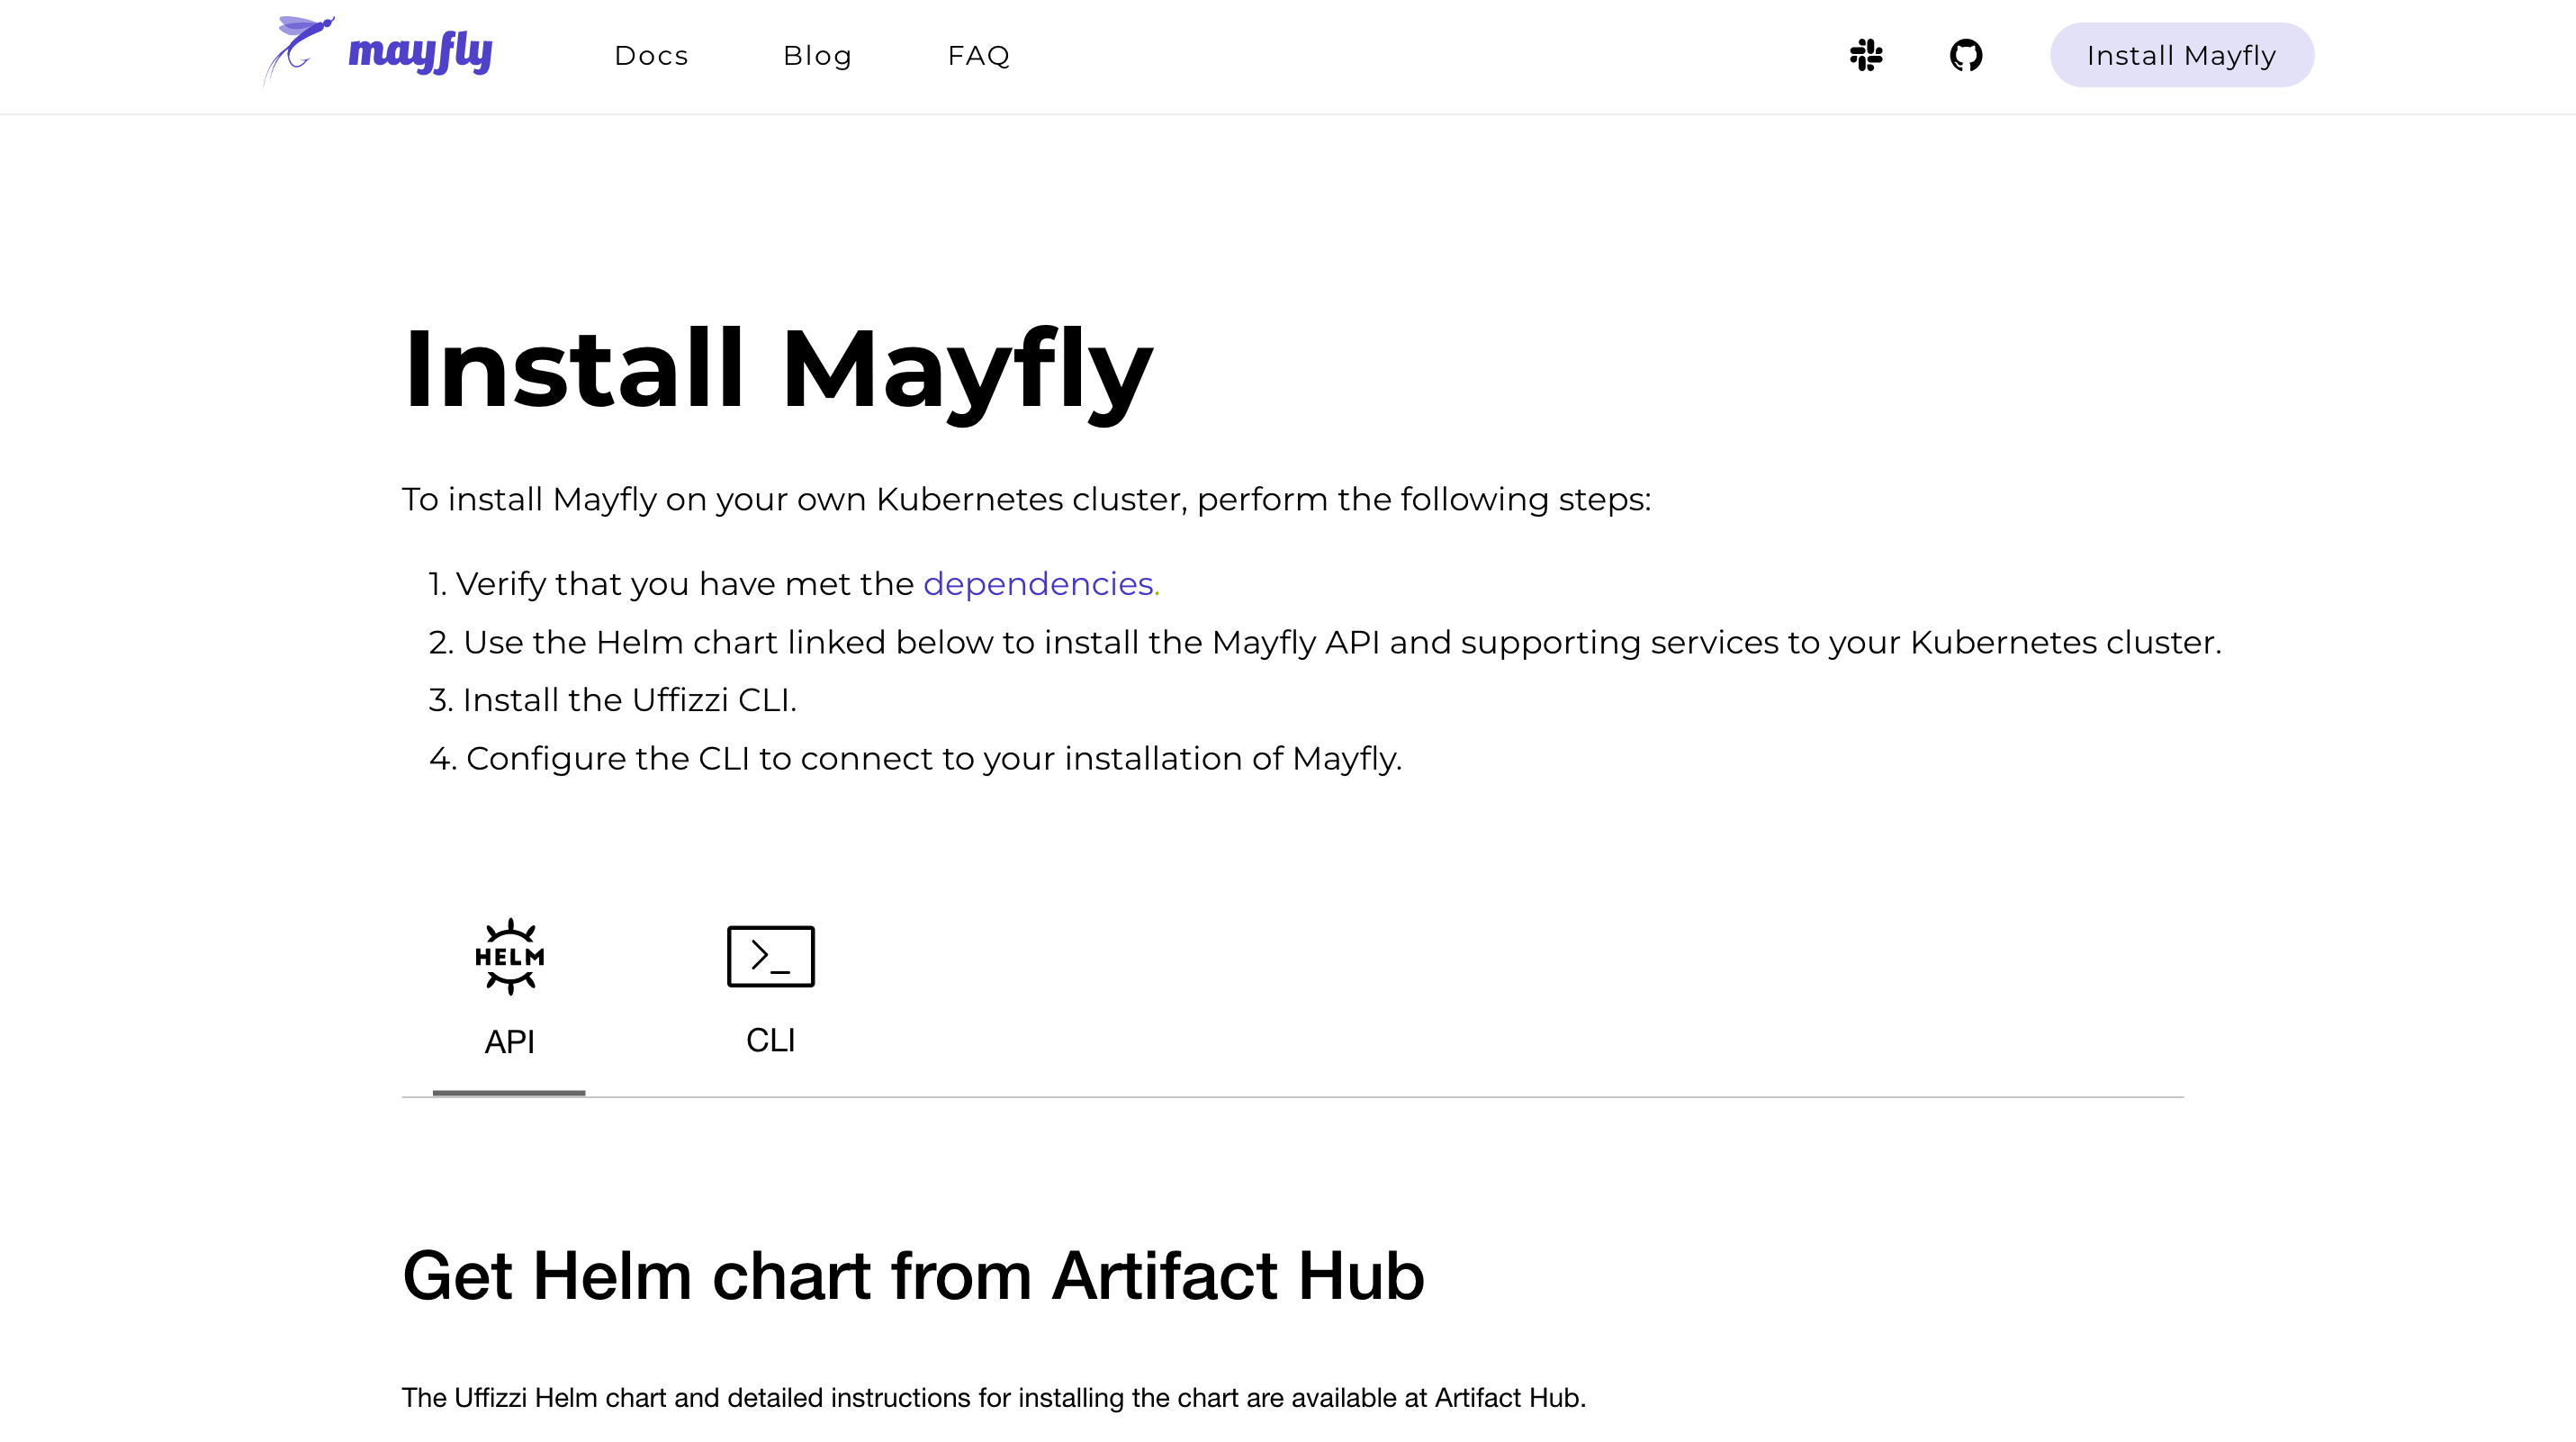 mayfly
Docs
Blog
FAQ
Install Mayfly
Install Mayfly
To install Mayfly on your own Kubernetes cluster, perform the following steps:
1. Verify that you have met the dependencies.
2. Use the Helm chart linked below to install the Mayfly API and supporting services to your Kubernetes cluster.
3. Install the Uffizzi CLI.
4. Configure the CLI to connect to your installation of Mayfly.
HELM
>_
API
CLI
Get Helm chart from Artifact Hub
The Uffizzi Helm chart and detailed instructions for installing the chart are available at Artifact Hub.